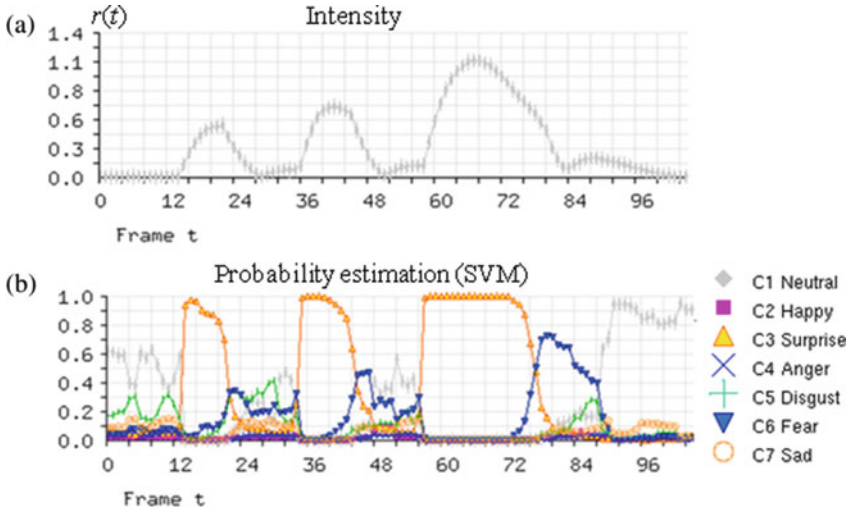 (a) r(t) Intensity
1.4
1.1
0.8
0.6
0.3
0.0
0 12 24 36 48 60 72 84 96
Frame t
(b) Probability estimation (SVM)
1.0
0.8
0.6
0.4
0.2
0.0
0 12 24 36 48 60 72 84 96
Frame t
C1 Neutral
C2 Happy
C3 Surprise
C4 Anger
C5 Disgust
C6 Fear
C7 Sad